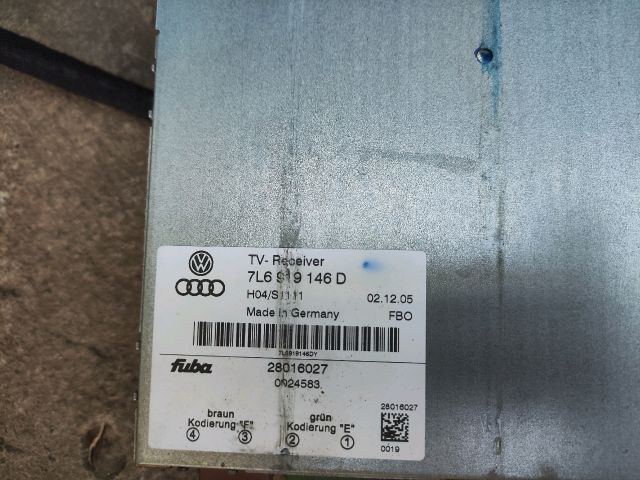 TV- Receiver
7L6 919 146 D
H04/S1111 02.12.05
Made in Germany FBO
7L6919146DY
fuba 28016027
0024583
braun grün 28016027
Kodierung "F" Kodierung "E"
④ ③ ② ①
0019